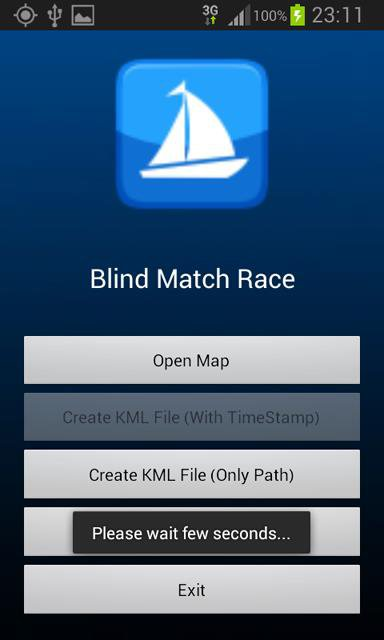 3G 100% 23:11
Blind Match Race
Open Map
Create KML File (With TimeStamp)
Create KML File (Only Path)
Please wait few seconds...
Exit